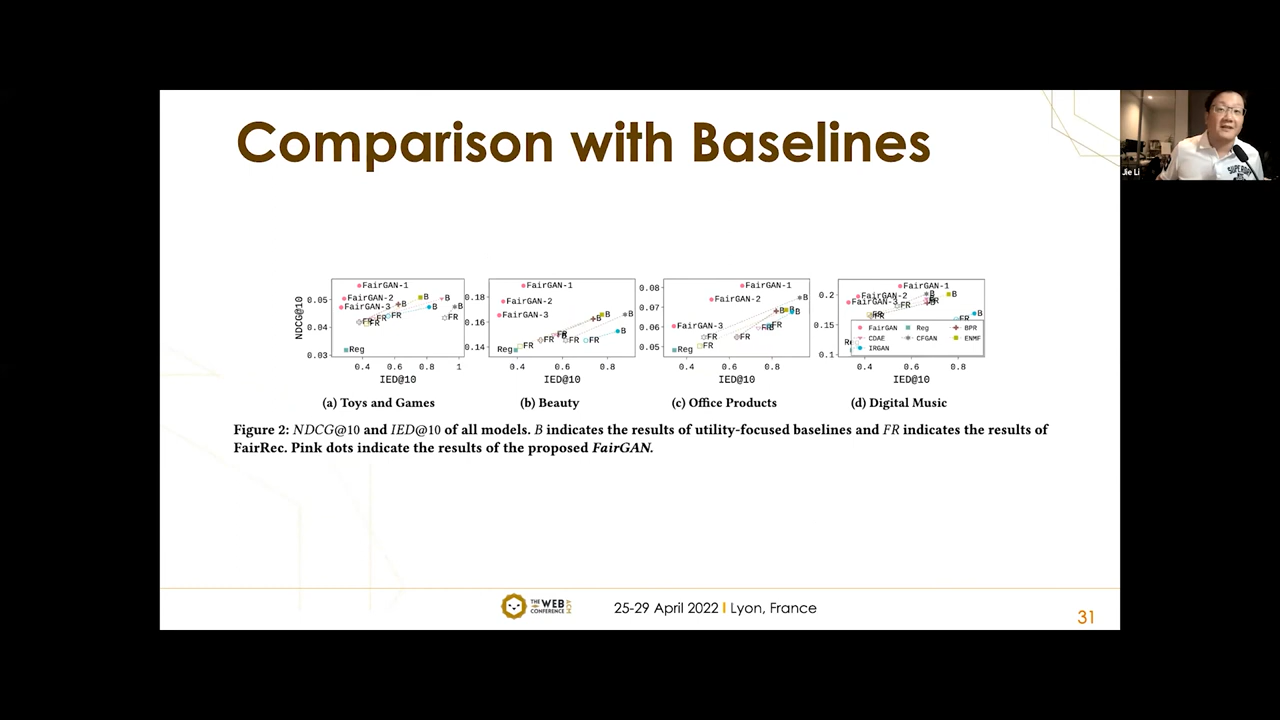 Comparison with Baselines
Jie Li
SUPERDRY
NDCG@10
0.05
0.04
0.03
FairGAN-1
FairGAN-2
FairGAN-3
B
B
B
B
B
FR
FR
FR
FR
FR
Reg
0.4 0.6 0.8 1
IED@10
(a) Toys and Games
0.18
0.16
0.14
FairGAN-1
FairGAN-2
FairGAN-3
B
B
B
B
FR
FR
FR
FR
FR
Reg
0.4 0.6 0.8
IED@10
(b) Beauty
0.08
0.07
0.06
0.05
FairGAN-1
FairGAN-2
FairGAN-3
B
B
B
B
FR
FR
FR
FR
Reg
0.4 0.6 0.8
IED@10
(c) Office Products
0.2
0.15
0.1
FairGAN-1
FairGAN-2
FairGAN-3
B
B
B
B
FR
FR
FR
FairGAN Reg BPR
CDAE CFGAN ENMF
IRGAN
0.4 0.6 0.8
IED@10
(d) Digital Music
Figure 2: NDCG@10 and IED@10 of all models. B indicates the results of utility-focused baselines and FR indicates the results of
FairRec. Pink dots indicate the results of the proposed FairGAN.
THE WEB CONFERENCE
ACM
25-29 April 2022 | Lyon, France
31